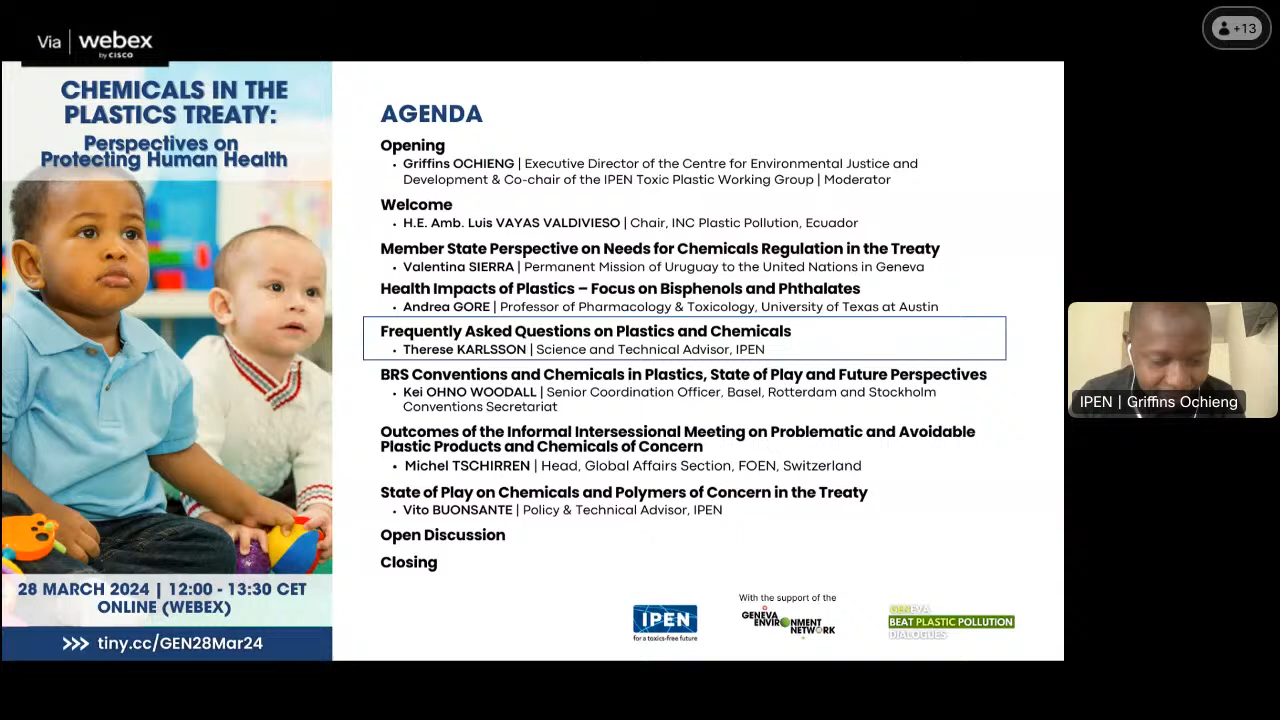 Via webex
by CISCO
+13
CHEMICALS IN THE
PLASTICS TREATY:
Perspectives on
Protecting Human Health
28 MARCH 2024 | 12:00 - 13:30 CET
ONLINE (WEBEX)
>>> tiny.cc/GEN28Mar24
AGENDA
Opening
• Griffins OCHIENG | Executive Director of the Centre for Environmental Justice and
Development & Co-chair of the IPEN Toxic Plastic Working Group | Moderator
Welcome
• H.E. Amb. Luis VAYAS VALDIVIESO | Chair, INC Plastic Pollution, Ecuador
Member State Perspective on Needs for Chemicals Regulation in the Treaty
• Valentina SIERRA | Permanent Mission of Uruguay to the United Nations in Geneva
Health Impacts of Plastics – Focus on Bisphenols and Phthalates
• Andrea GORE | Professor of Pharmacology & Toxicology, University of Texas at Austin
Frequently Asked Questions on Plastics and Chemicals
• Therese KARLSSON | Science and Technical Advisor, IPEN
BRS Conventions and Chemicals in Plastics, State of Play and Future Perspectives
• Kei OHNO WOODALL | Senior Coordination Officer, Basel, Rotterdam and Stockholm
Conventions Secretariat
Outcomes of the Informal Intersessional Meeting on Problematic and Avoidable
Plastic Products and Chemicals of Concern
• Michel TSCHIRREN | Head, Global Affairs Section, FOEN, Switzerland
State of Play on Chemicals and Polymers of Concern in the Treaty
• Vito BUONSANTE | Policy & Technical Advisor, IPEN
Open Discussion
Closing
IPEN
for a toxics-free future
With the support of the
GENEVA
ENVIRONMENT
NETWORK
GENEVA
BEAT PLASTIC POLLUTION
DIALOGUES
IPEN | Griffins Ochieng